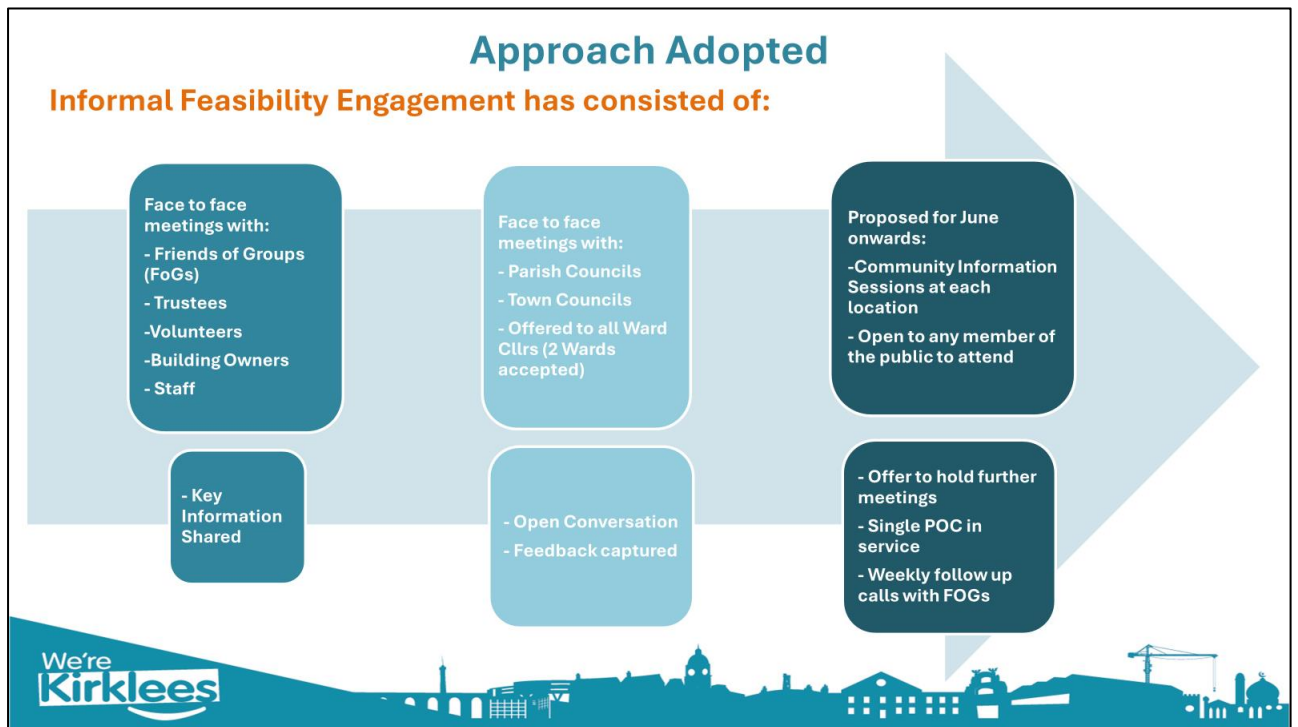 Approach Adopted
Informal Feasibility Engagement has consisted of:
Face to face
meetings with:
- Friends of Groups
(FoGs)
- Trustees
-Volunteers
-Building Owners
- Staff
- Key
Information
Shared
Face to face
meetings with:
- Parish Councils
- Town Councils
- Offered to all Ward
Cllrs (2 Wards
accepted)
- Open Conversation
- Feedback captured
Proposed for June
onwards:
-Community Information
Sessions at each
location
- Open to any member of
the public to attend
- Offer to hold further
meetings
- Single POC in
service
- Weekly follow up
calls with FOGs
We're
Kirklees